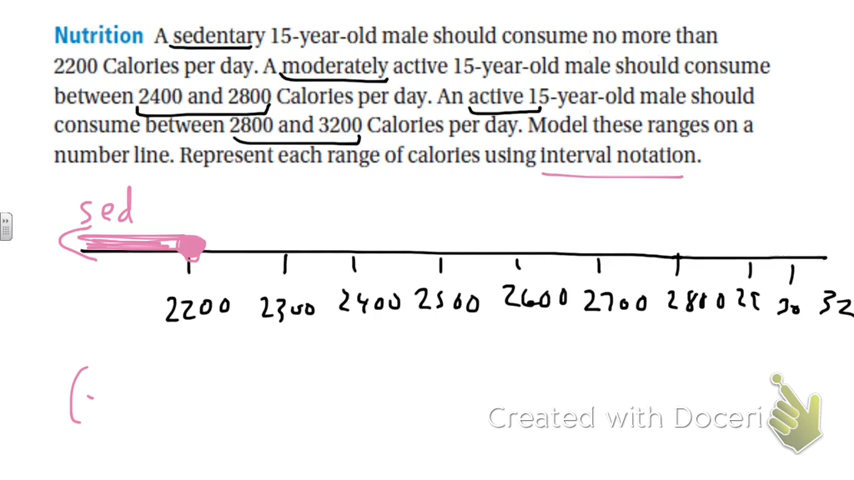 Nutrition A sedentary 15-year-old male should consume no more than
2200 Calories per day. A moderately active 15-year-old male should consume
between 2400 and 2800 Calories per day. An active 15-year-old male should
consume between 2800 and 3200 Calories per day. Model these ranges on a
number line. Represent each range of calories using interval notation.
sed
2200 2300 2400 2500 2600 2700 2800 30 32
(-
Created with Doceri